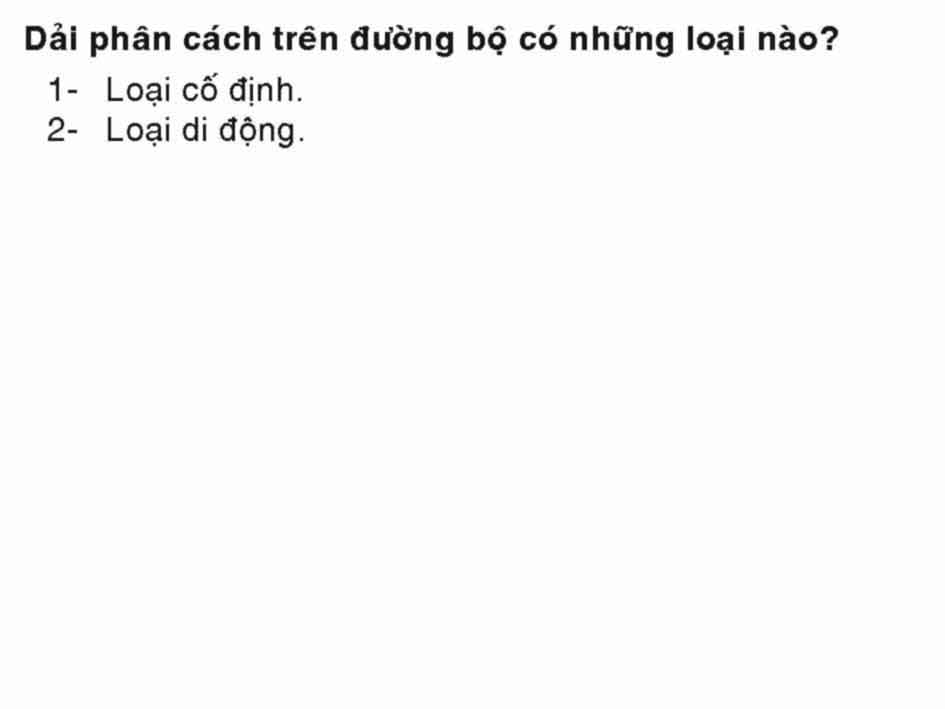 Dải phân cách trên đường bộ có những loại nào?
1- Loại cố định.
2- Loại di động.